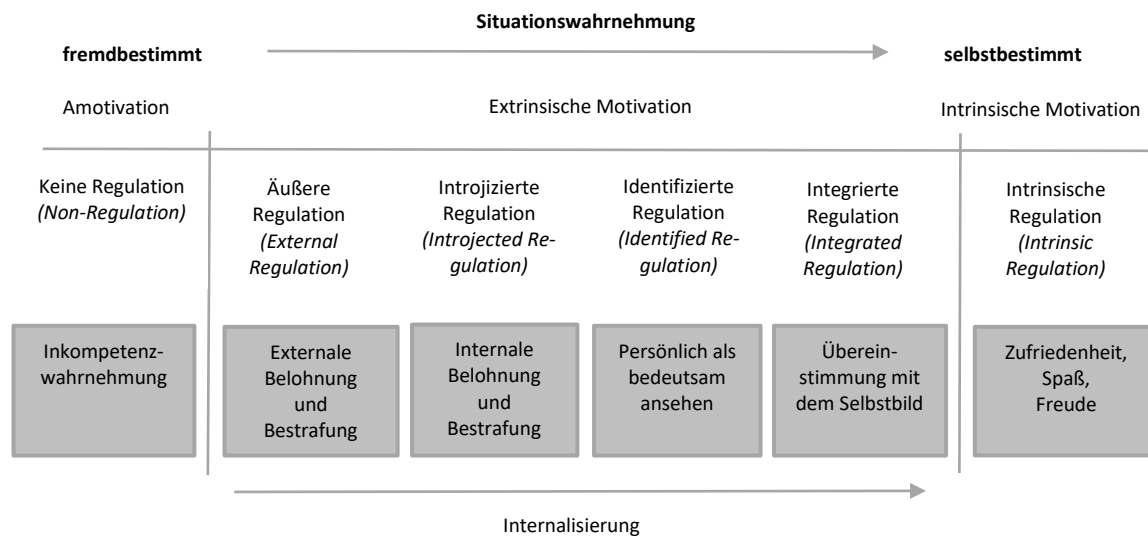 Situationswahrnehmung
fremdbestimmt
selbstbestimmt
Amotivation
Extrinsische Motivation
Intrinsische Motivation
Keine Regulation
(Non-Regulation)
Äußere
Regulation
(External
Regulation)
Introjizierte
Regulation
(Introjected Re-
gulation)
Identifizierte
Regulation
(Identified Re-
gulation)
Integrierte
Regulation
(Integrated
Regulation)
Intrinsische
Regulation
(Intrinsic
Regulation)
Inkompetenz-
wahrnehmung
Externale
Belohnung
und
Bestrafung
Internale
Belohnung
und
Bestrafung
Persönlich als
bedeutsam
ansehen
Überein-
stimmung mit
dem Selbstbild
Zufriedenheit,
Spaß,
Freude
Internalisierung